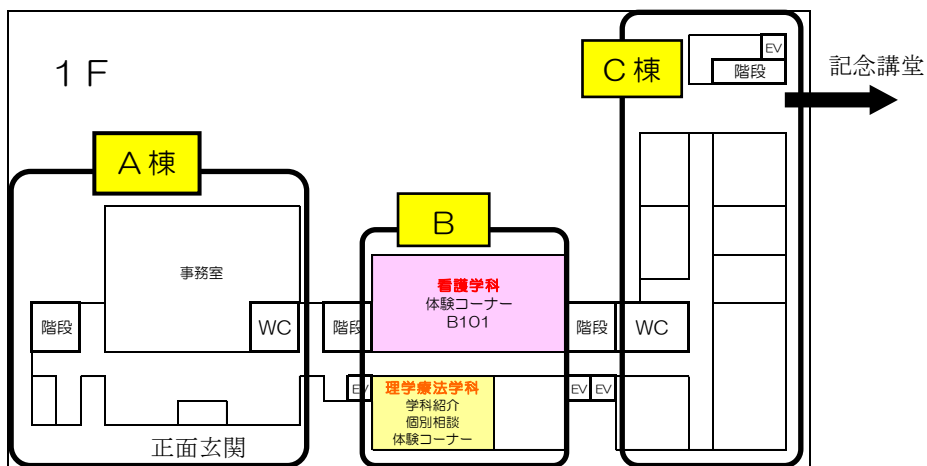 １Ｆ
Ａ棟
Ｂ
Ｃ棟
EV
階段
記念講堂
事務室
階段
WC
階段
看護学科
体験コーナー
B101
階段
WC
EV
理学療法学科
学科紹介
個別相談
体験コーナー
EV
EV
正面玄関